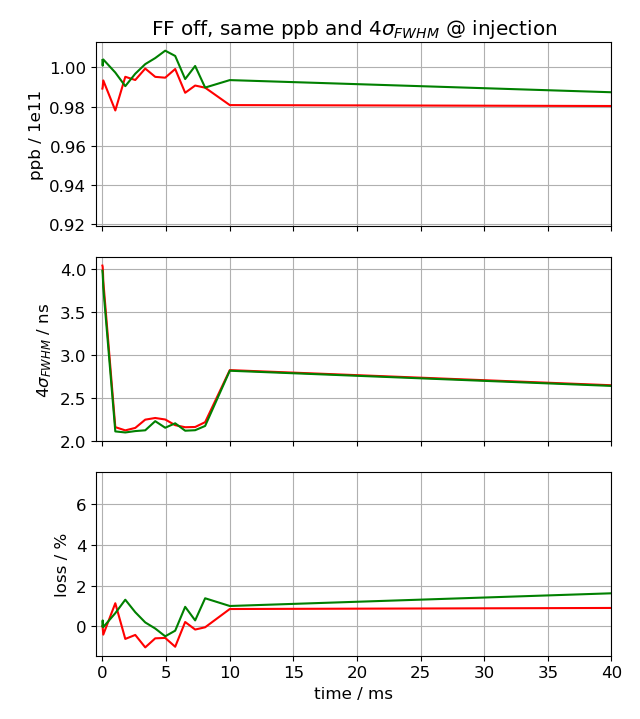 FF off, same ppb and 4σFWHM @ injection
1.00
0.98
0.96
0.94
0.92
ppb / 1e11
4.0
3.5
3.0
2.5
2.0
4σFWHM / ns
6
4
2
0
loss / %
0 5 10 15 20 25 30 35 40
time / ms